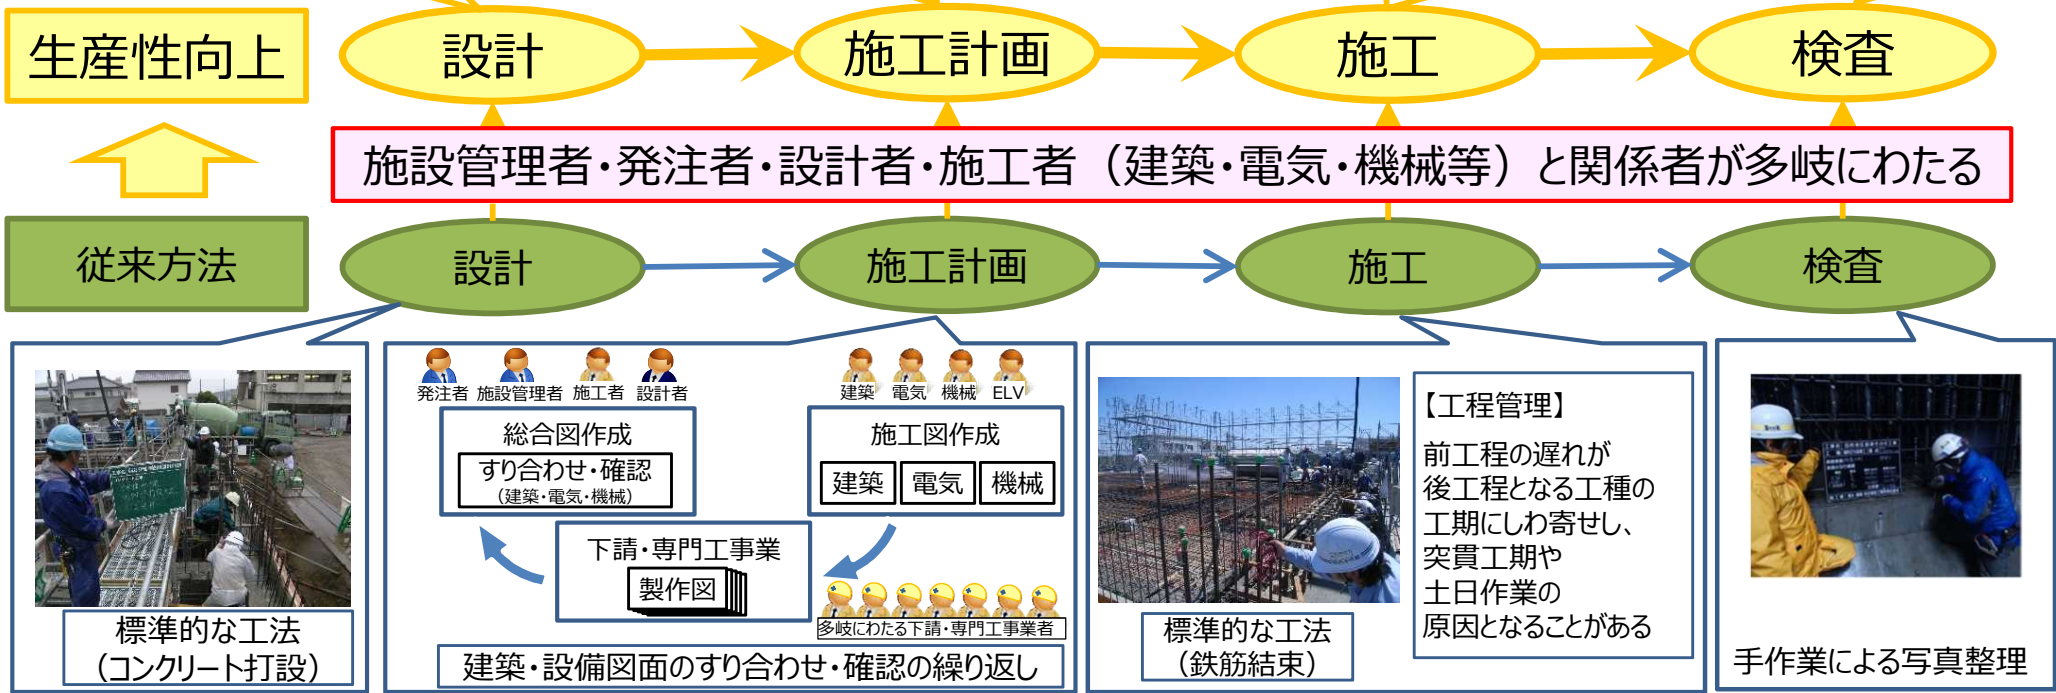 生産性向上
設計
施工計画
施工
検査
施設管理者・発注者・設計者・施工者（建築・電気・機械等）と関係者が多岐にわたる
従来方法
設計
施工計画
施工
検査
標準的な工法
（コンクリート打設）
発注者 施設管理者 施工者 設計者
総合図作成
すり合わせ・確認
（建築・電気・機械）
建築 電気 機械 ELV
施工図作成
建築 電気 機械
下請・専門工事業
製作図
多岐にわたる下請・専門工事業者
建築・設備図面のすり合わせ・確認の繰り返し
標準的な工法
（鉄筋結束）
【工程管理】
前工程の遅れが
後工程となる工種の
工期にしわ寄せし、
突貫工期や
土日作業の
原因となることがある
手作業による写真整理